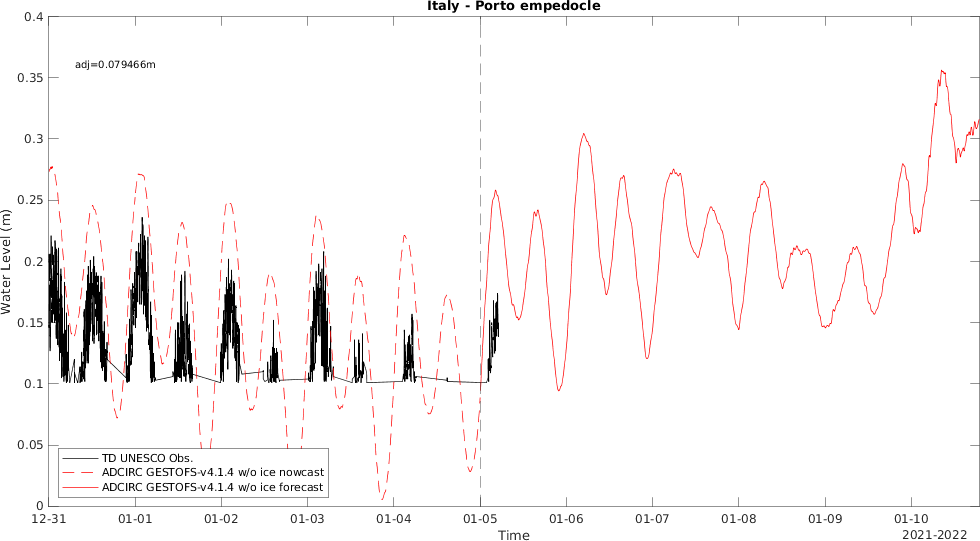 Italy - Porto empedocle
adj=0.079466m
Water Level (m)
0.4
0.35
0.3
0.25
0.2
0.15
0.1
0.05
0
TD UNESCO Obs.
ADCIRC GESTOFS-v4.1.4 w/o ice nowcast
ADCIRC GESTOFS-v4.1.4 w/o ice forecast
12-31 01-01 01-02 01-03 01-04 01-05 01-06 01-07 01-08 01-09 01-10
Time
2021-2022